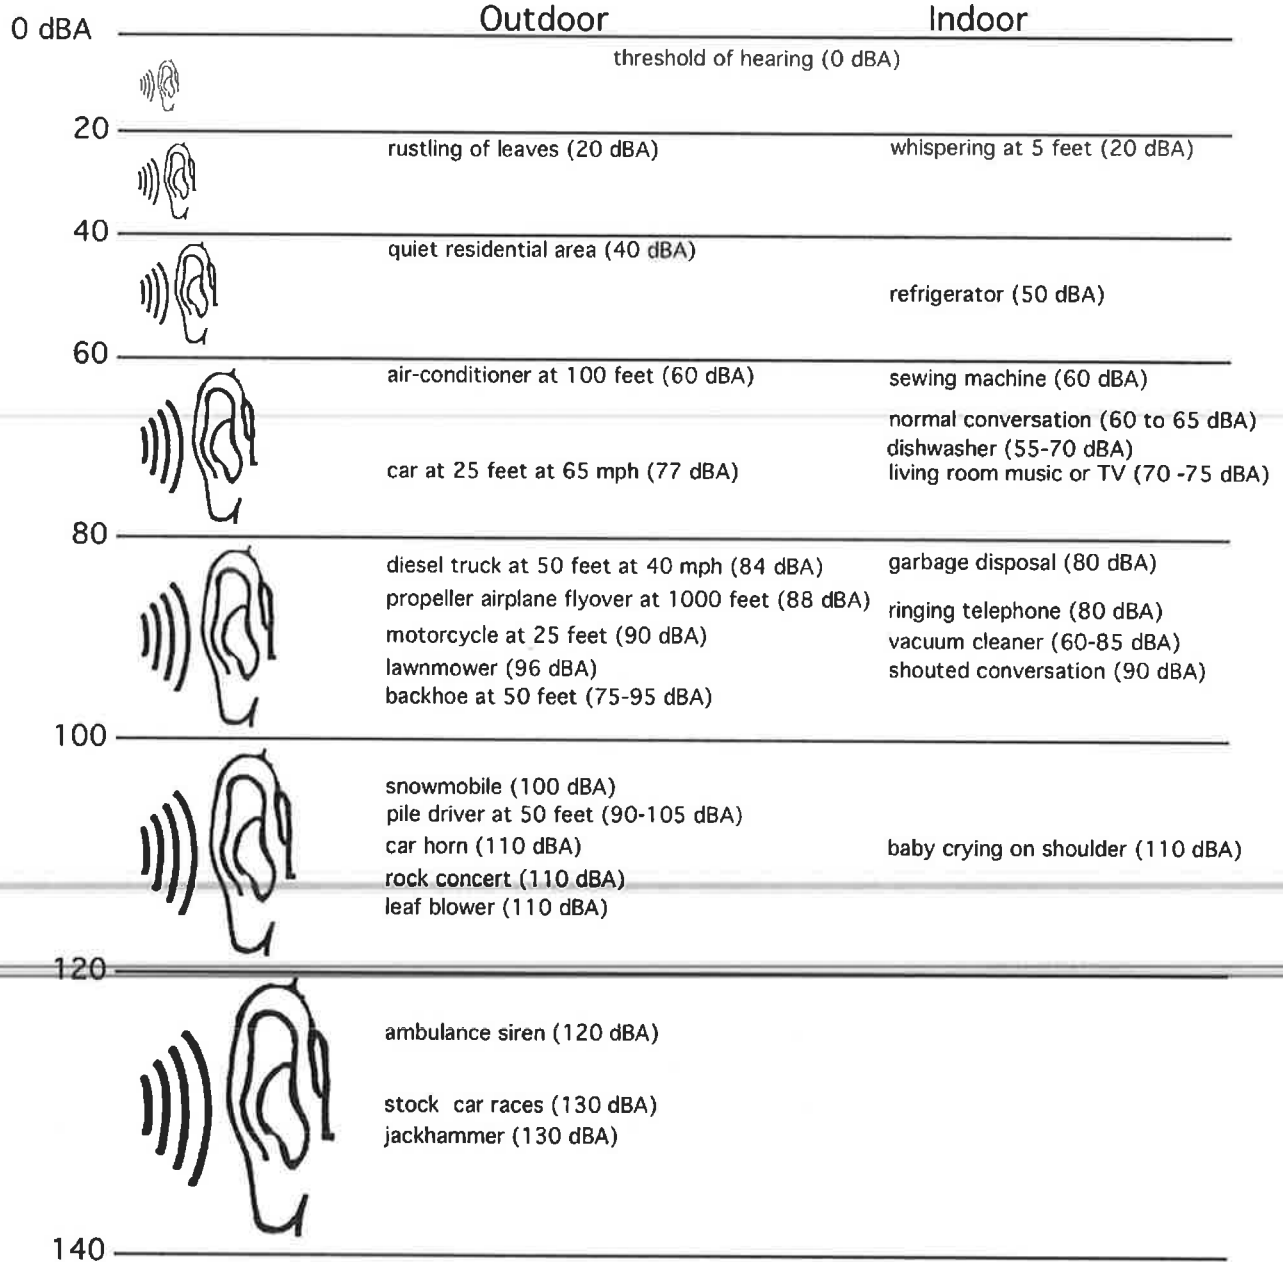 Outdoor Indoor
0 dBA
threshold of hearing (0 dBA)
20
rustling of leaves (20 dBA) whispering at 5 feet (20 dBA)
40
quiet residential area (40 dBA)
refrigerator (50 dBA)
60
air-conditioner at 100 feet (60 dBA) sewing machine (60 dBA)
normal conversation (60 to 65 dBA)
dishwasher (55-70 dBA)
car at 25 feet at 65 mph (77 dBA) living room music or TV (70 -75 dBA)
80
diesel truck at 50 feet at 40 mph (84 dBA) garbage disposal (80 dBA)
propeller airplane flyover at 1000 feet (88 dBA) ringing telephone (80 dBA)
motorcycle at 25 feet (90 dBA) vacuum cleaner (60-85 dBA)
lawnmower (96 dBA) shouted conversation (90 dBA)
backhoe at 50 feet (75-95 dBA)
100
snowmobile (100 dBA)
pile driver at 50 feet (90-105 dBA)
car horn (110 dBA) baby crying on shoulder (110 dBA)
rock concert (110 dBA)
leaf blower (110 dBA)
120
ambulance siren (120 dBA)
stock car races (130 dBA)
jackhammer (130 dBA)
140